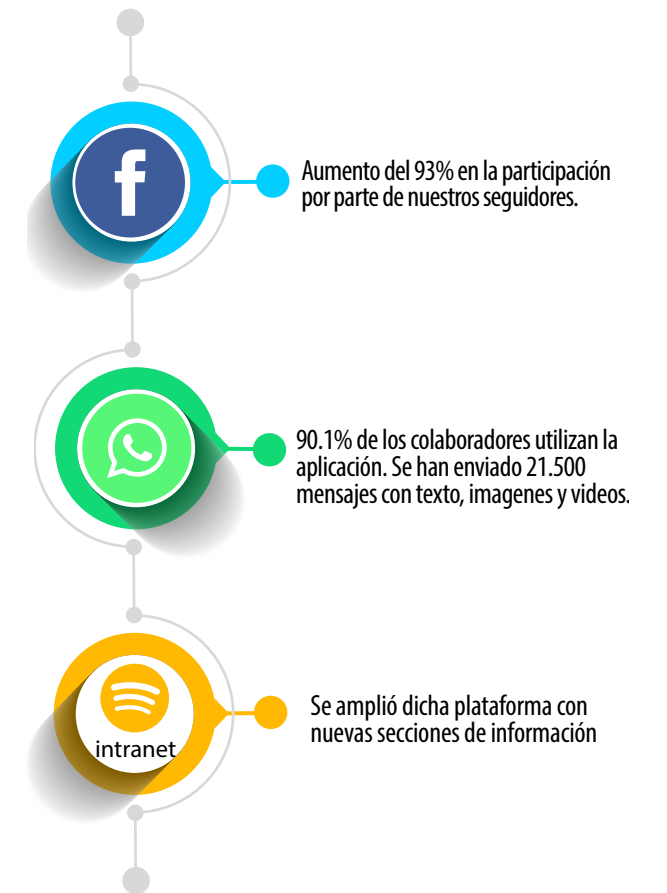 f
Aumento del 93% en la participación
por parte de nuestros seguidores.
90.1% de los colaboradores utilizan la
aplicación. Se han enviado 21.500
mensajes con texto, imagenes y videos.
intranet
Se amplió dicha plataforma con
nuevas secciones de información